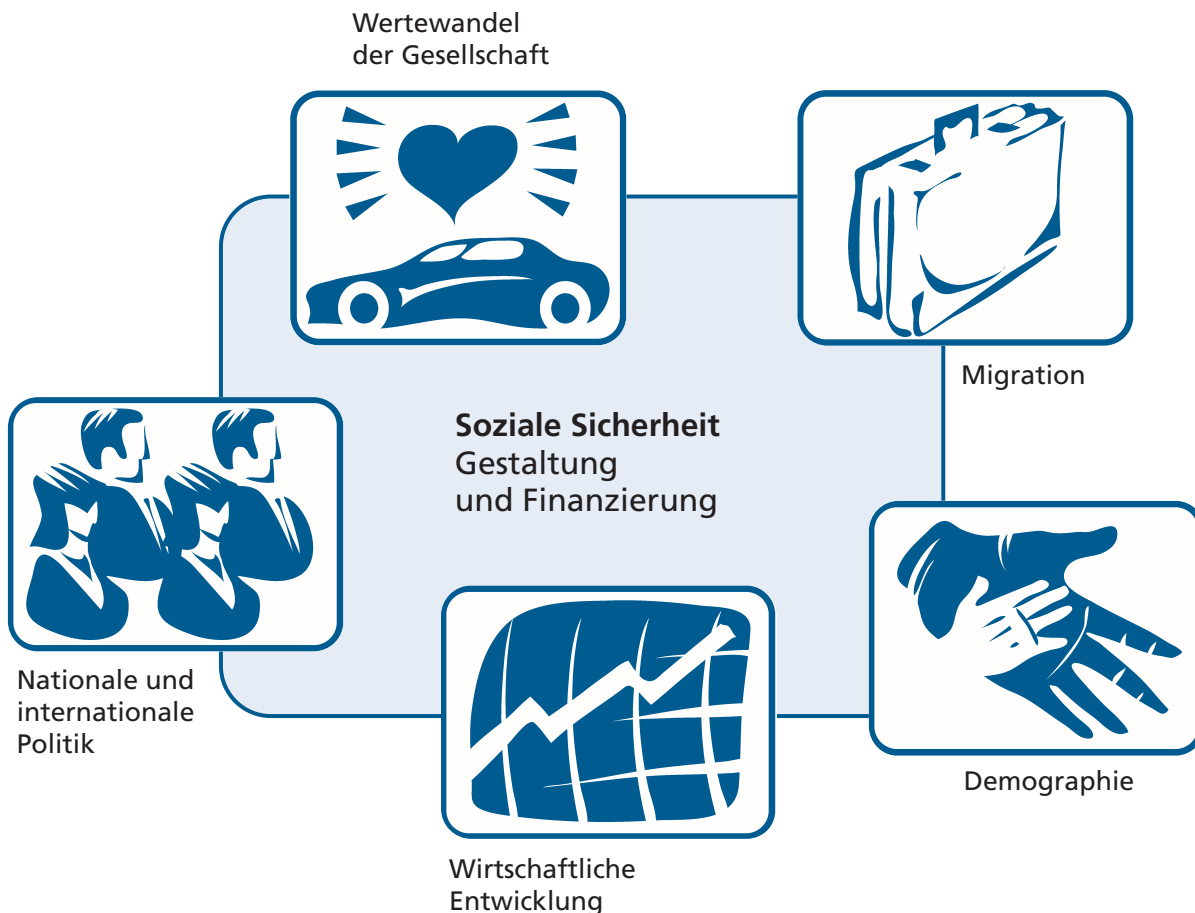 Wertewandel
der Gesellschaft
Migration
Soziale Sicherheit
Gestaltung
und Finanzierung
Nationale und
internationale
Politik
Demographie
Wirtschaftliche
Entwicklung